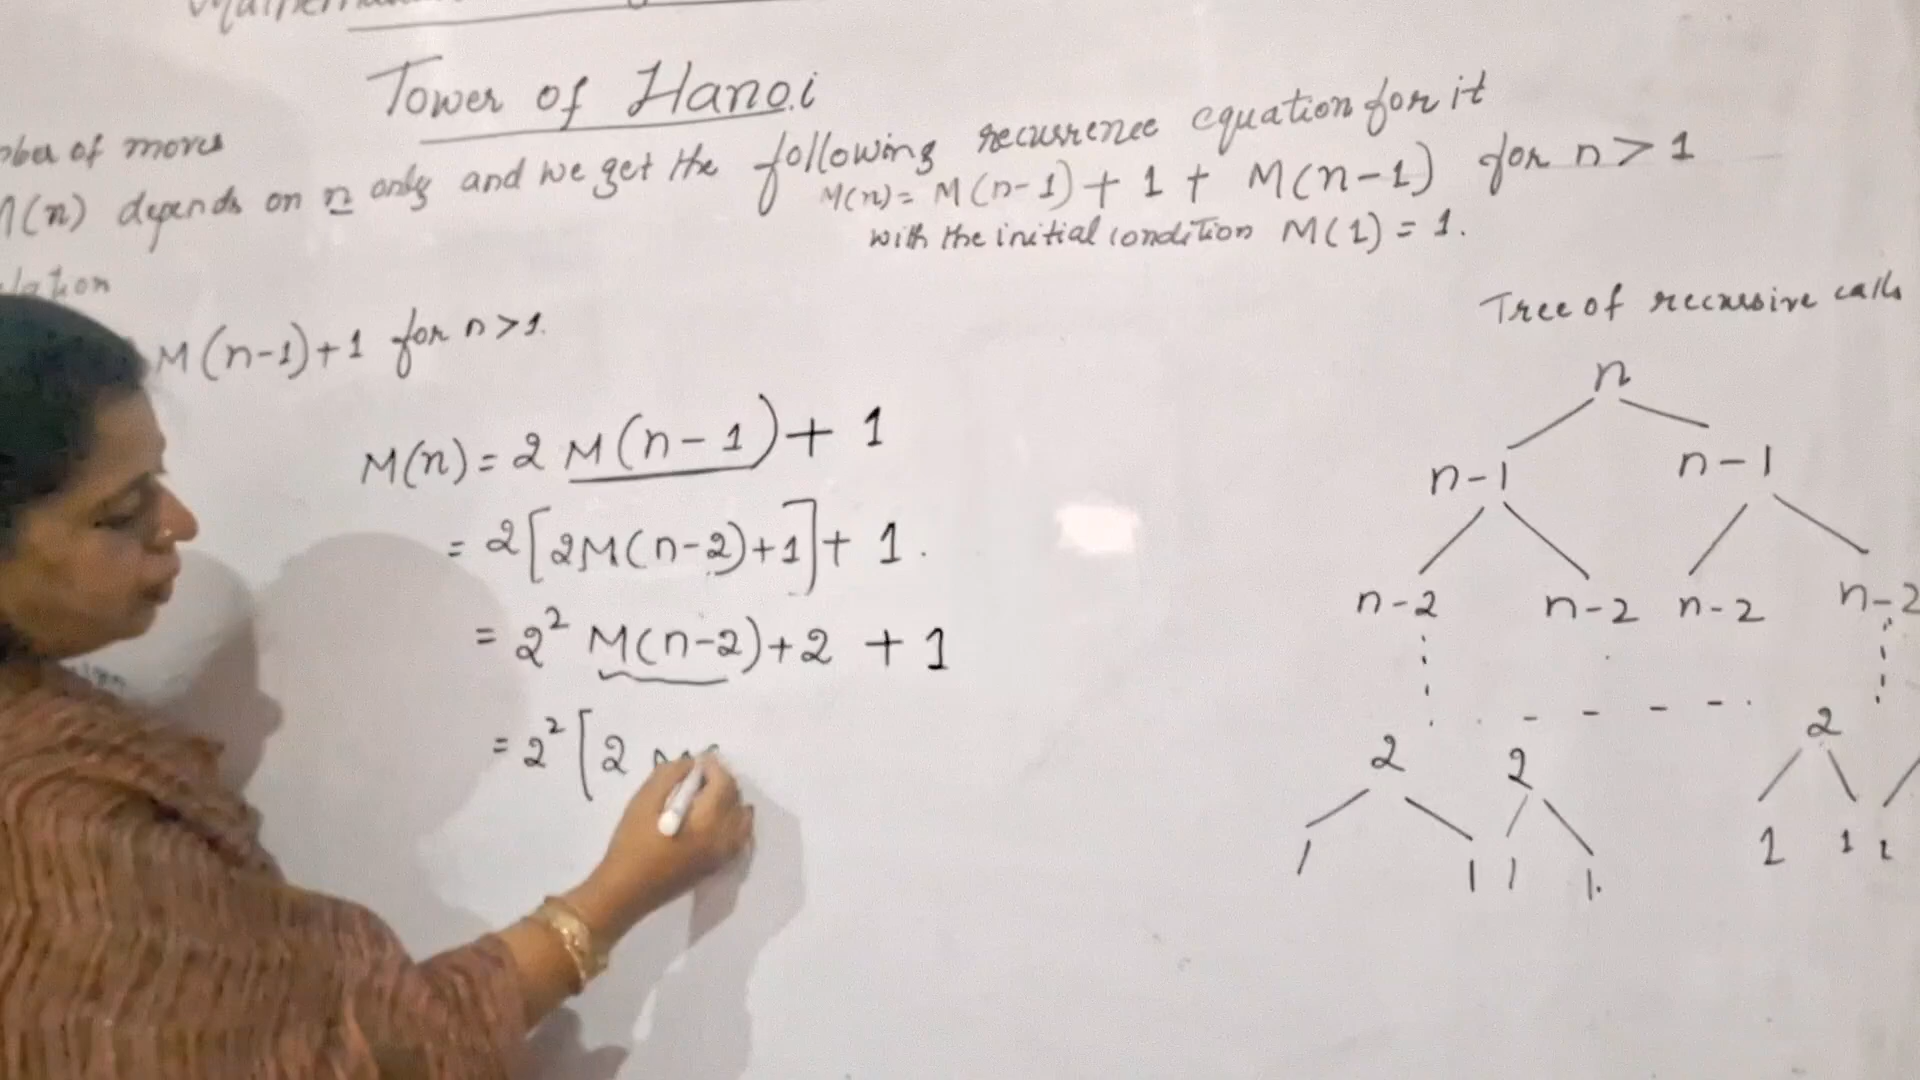 Tower of Hanoi
of moves
M(n) depends on n only and we get the following recurrence equation for it
M(n) = M(n-1) + 1 + M(n-1) for n > 1
with the initial condition M(1) = 1.
M(n-1)+1 for n>1.
M(n) = 2 M(n-1) + 1
= 2[2M(n-2)+1] + 1.
= 2² M(n-2)+2 + 1
= 2² [2 M
Tree of recursive calls
n
n-1 n-1
n-2 n-2 n-2 n-2
2 2 2
1 1 1 1. 1 1 1